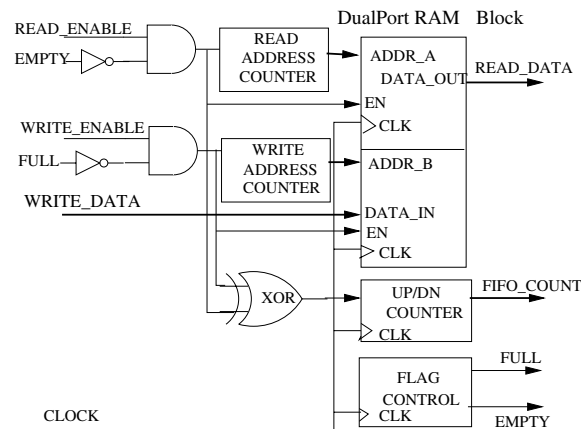 DualPort RAM Block
READ_ENABLE
EMPTY
READ
ADDRESS
COUNTER
ADDR_A
DATA_OUT
READ_DATA
EN
CLK
WRITE_ENABLE
FULL
WRITE
ADDRESS
COUNTER
ADDR_B
WRITE_DATA
DATA_IN
EN
CLK
XOR
UP/DN
COUNTER
FIFO_COUNT
CLK
FLAG
CONTROL
FULL
CLK
EMPTY
CLOCK